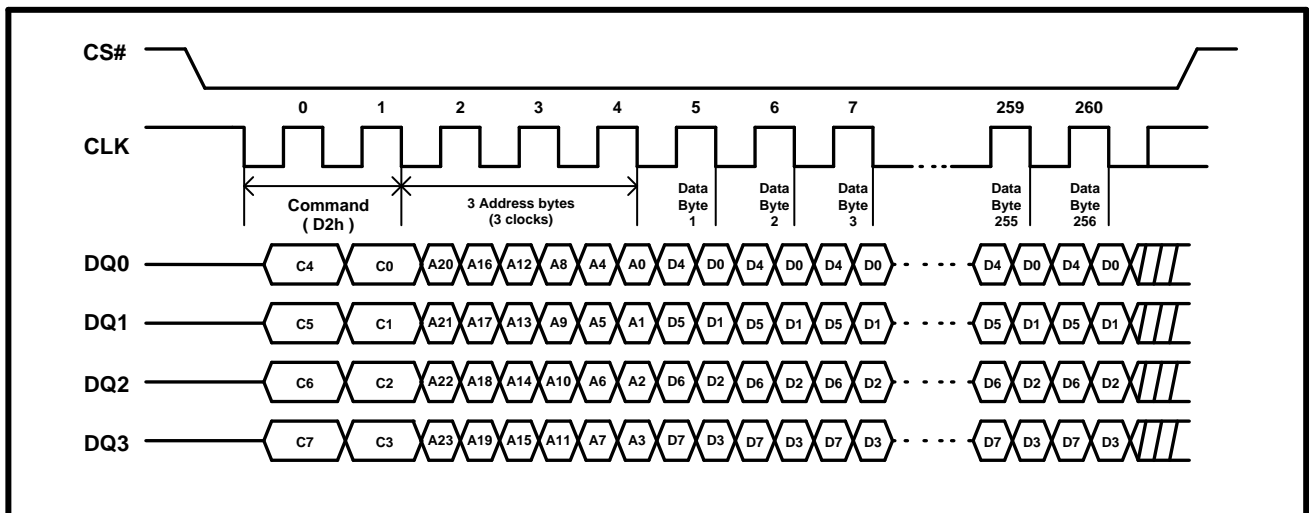 CS#
0 1 2 3 4 5 6 7 259 260
CLK
Command
( D2h )
3 Address bytes
(3 clocks)
Data
Byte
1
Data
Byte
2
Data
Byte
3
Data
Byte
255
Data
Byte
256
DQ0 C4 C0 A20 A16 A12 A8 A4 A0 D4 D0 D4 D0 D4 D0 D4 D0 D4 D0
DQ1 C5 C1 A21 A17 A13 A9 A5 A1 D5 D1 D5 D1 D5 D1 D5 D1 D5 D1
DQ2 C6 C2 A22 A18 A14 A10 A6 A2 D6 D2 D6 D2 D6 D2 D6 D2 D6 D2
DQ3 C7 C3 A23 A19 A15 A11 A7 A3 D7 D3 D7 D3 D7 D3 D7 D3 D7 D3